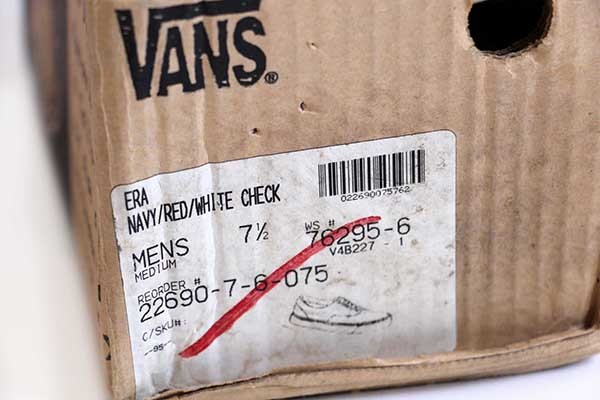 VANS®
ERA
NAVY/RED/WHITE CHECK
022690075762
MENS 7½
MEDIUM
WS #
76295-6
V4B227 - 1
REORDER #
22690-7-6-075
C/SKU#:
--95-